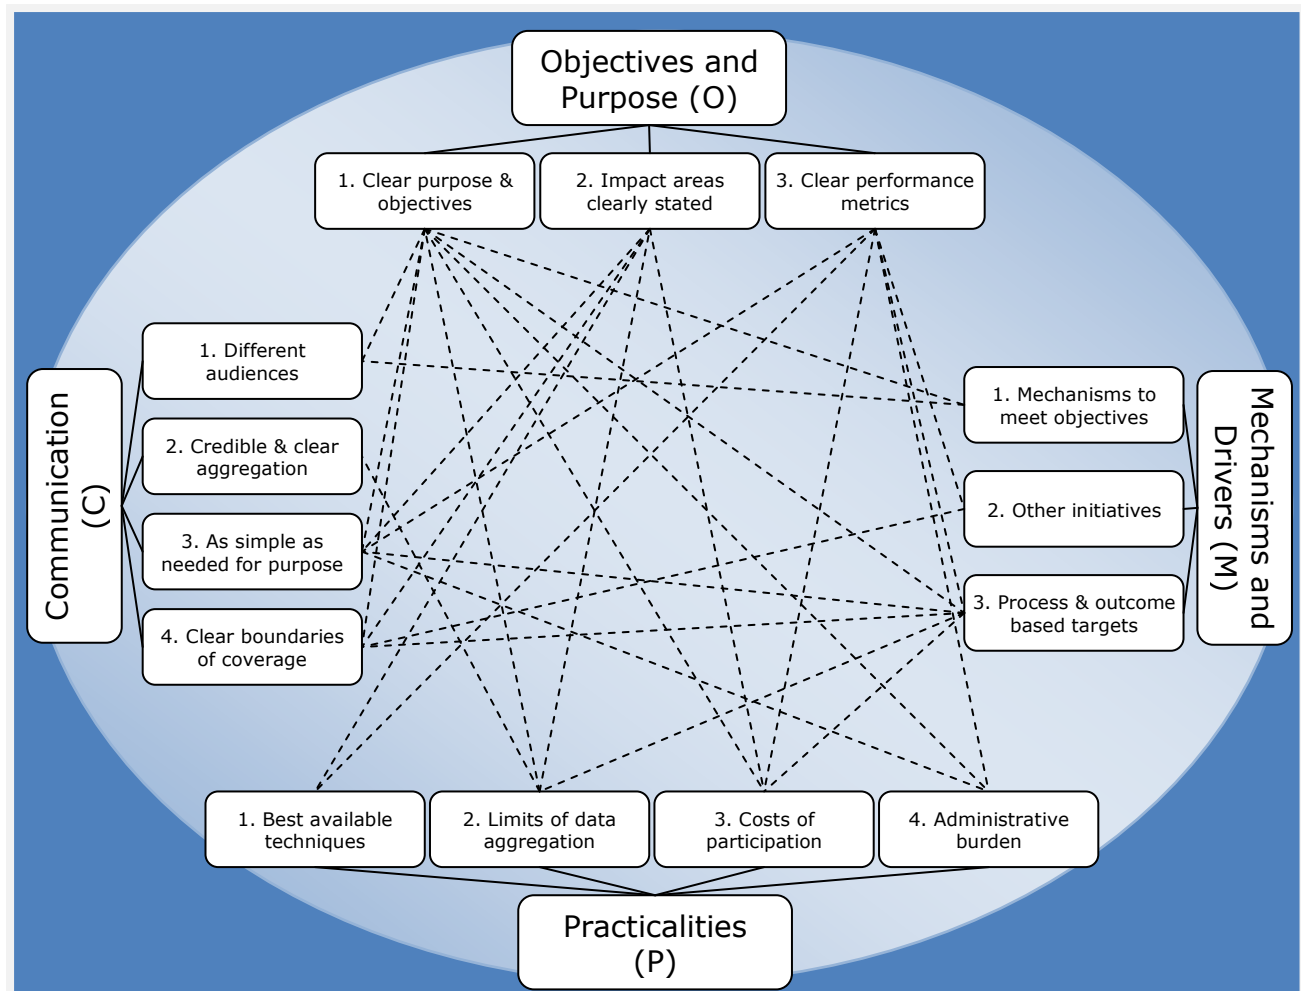 Objectives and
Purpose (O)
1. Clear purpose &
objectives
2. Impact areas
clearly stated
3. Clear performance
metrics
Communication
(C)
1. Different
audiences
2. Credible & clear
aggregation
3. As simple as
needed for purpose
4. Clear boundaries
of coverage
1. Mechanisms to
meet objectives
2. Other initiatives
3. Process & outcome
based targets
Mechanisms and
Drivers (M)
1. Best available
techniques
2. Limits of data
aggregation
3. Costs of
participation
4. Administrative
burden
Practicalities
(P)